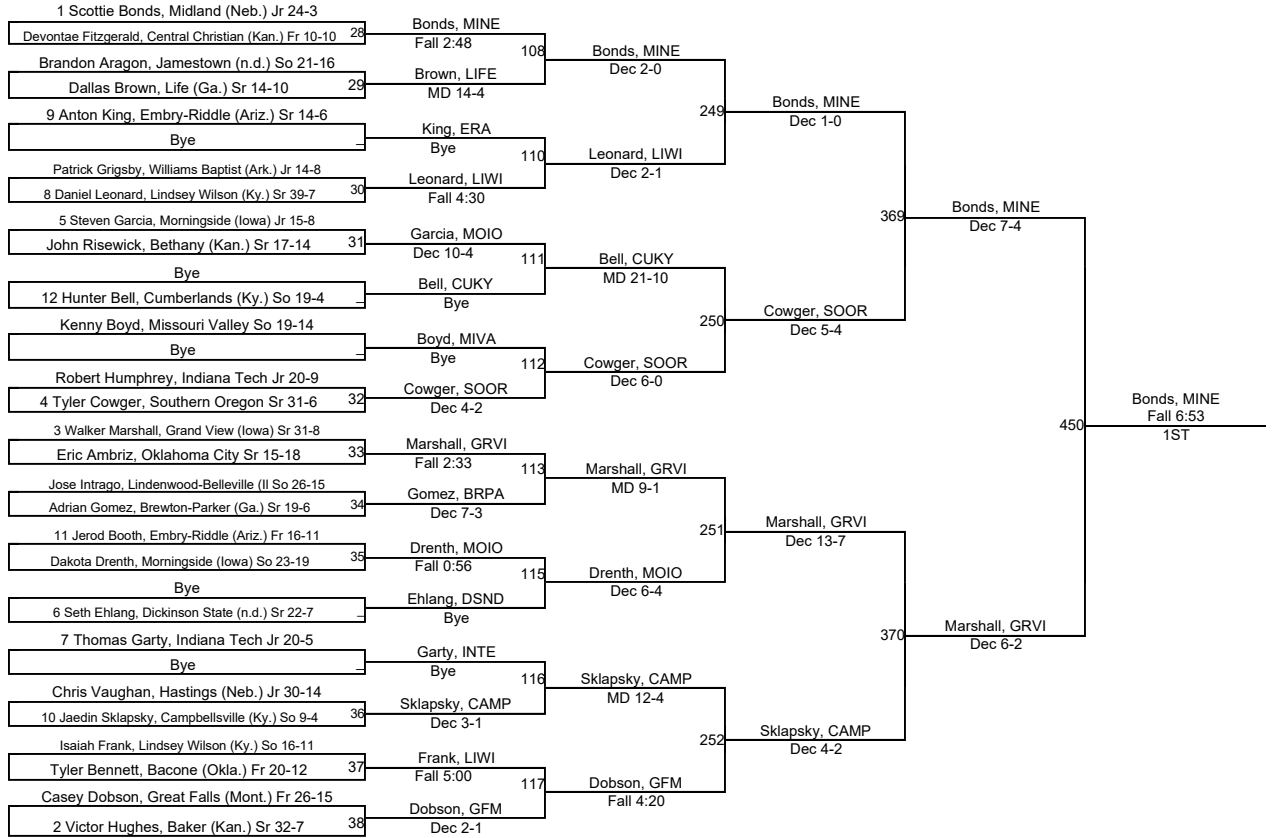 1 Scottie Bonds, Midland (Neb.) Jr 24-3
Devontae Fitzgerald, Central Christian (Kan.) Fr 10-10
28
Brandon Aragon, Jamestown (n.d.) So 21-16
Dallas Brown, Life (Ga.) Sr 14-10
29
9 Anton King, Embry-Riddle (Ariz.) Sr 14-6
Bye
_
Patrick Grigsby, Williams Baptist (Ark.) Jr 14-8
8 Daniel Leonard, Lindsey Wilson (Ky.) Sr 39-7
30
5 Steven Garcia, Morningside (Iowa) Jr 15-8
John Risewick, Bethany (Kan.) Sr 17-14
31
Bye
12 Hunter Bell, Cumberlands (Ky.) So 19-4
_
Kenny Boyd, Missouri Valley So 19-14
Bye
_
Robert Humphrey, Indiana Tech Jr 20-9
4 Tyler Cowger, Southern Oregon Sr 31-6
32
3 Walker Marshall, Grand View (Iowa) Sr 31-8
Eric Ambriz, Oklahoma City Sr 15-18
33
Jose Intrago, Lindenwood-Belleville (Il So 26-15
Adrian Gomez, Brewton-Parker (Ga.) Sr 19-6
34
11 Jerod Booth, Embry-Riddle (Ariz.) Fr 16-11
Dakota Drenth, Morningside (Iowa) So 23-19
35
Bye
6 Seth Ehlang, Dickinson State (n.d.) Sr 22-7
_
7 Thomas Garty, Indiana Tech Jr 20-5
Bye
_
Chris Vaughan, Hastings (Neb.) Jr 30-14
10 Jaedin Sklapsky, Campbellsville (Ky.) So 9-4
36
Isaiah Frank, Lindsey Wilson (Ky.) So 16-11
Tyler Bennett, Bacone (Okla.) Fr 20-12
37
Casey Dobson, Great Falls (Mont.) Fr 26-15
2 Victor Hughes, Baker (Kan.) Sr 32-7
38
Bonds, MINE
Fall 2:48
108
Brown, LIFE
MD 14-4
King, ERA
Bye
110
Leonard, LIWI
Fall 4:30
Garcia, MOIO
Dec 10-4
111
Bell, CUKY
Bye
Boyd, MIVA
Bye
112
Cowger, SOOR
Dec 4-2
Marshall, GRVI
Fall 2:33
113
Gomez, BRPA
Dec 7-3
Drenth, MOIO
Fall 0:56
115
Ehlang, DSND
Bye
Garty, INTE
Bye
116
Sklapsky, CAMP
Dec 3-1
Frank, LIWI
Fall 5:00
117
Dobson, GFM
Dec 2-1
Bonds, MINE
Dec 2-0
249
Leonard, LIWI
Dec 2-1
Bell, CUKY
MD 21-10
250
Cowger, SOOR
Dec 6-0
Marshall, GRVI
MD 9-1
251
Drenth, MOIO
Dec 6-4
Sklapsky, CAMP
MD 12-4
252
Dobson, GFM
Fall 4:20
Bonds, MINE
Dec 1-0
369
Cowger, SOOR
Dec 5-4
Marshall, GRVI
Dec 13-7
370
Sklapsky, CAMP
Dec 4-2
Bonds, MINE
Dec 7-4
450
Marshall, GRVI
Dec 6-2
Bonds, MINE
Fall 6:53
1ST